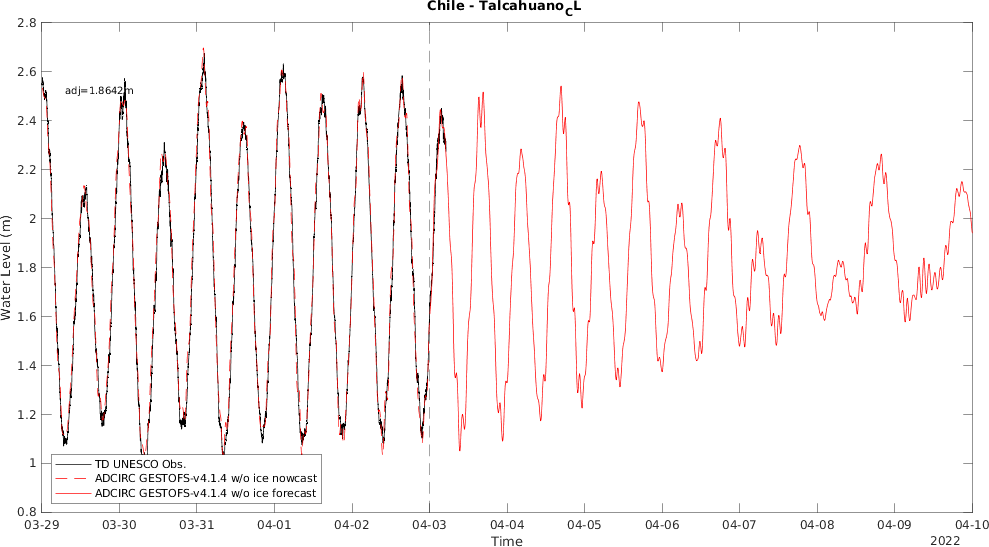 Chile - Talcahuano_CL
2.8
2.6
2.4
2.2
2
1.8
1.6
1.4
1.2
1
0.8
Water Level (m)
adj=1.8642m
TD UNESCO Obs.
ADCIRC GESTOFS-v4.1.4 w/o ice nowcast
ADCIRC GESTOFS-v4.1.4 w/o ice forecast
03-29 03-30 03-31 04-01 04-02 04-03 04-04 04-05 04-06 04-07 04-08 04-09 04-10
Time
2022